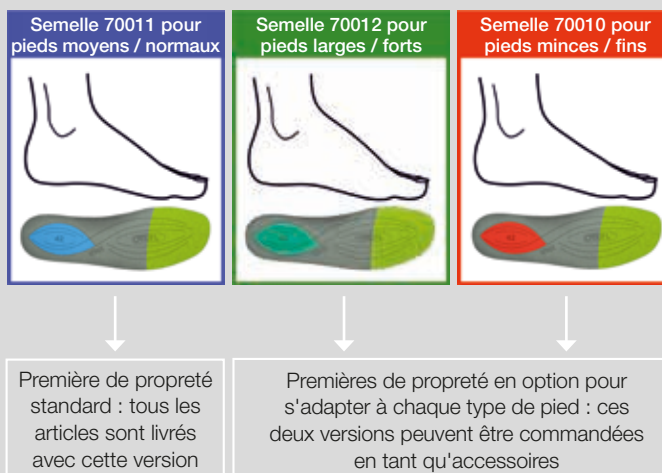 Semelle 70011 pour
pieds moyens / normaux
Semelle 70012 pour
pieds larges / forts
Semelle 70010 pour
pieds minces / fins
Première de propreté
standard : tous les
articles sont livrés
avec cette version
Premières de propreté en option pour
s'adapter à chaque type de pied : ces
deux versions peuvent être commandées
en tant qu'accessoires